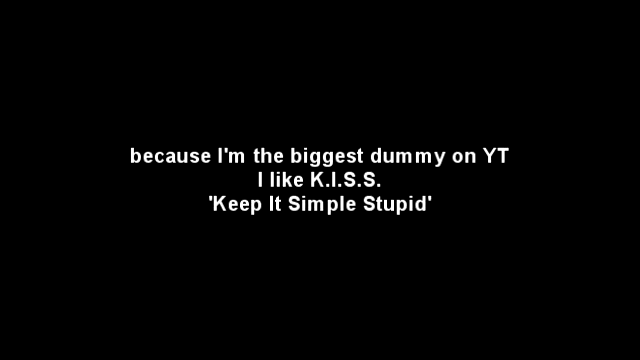 because I'm the biggest dummy on YT
I like K.I.S.S.
'Keep It Simple Stupid'